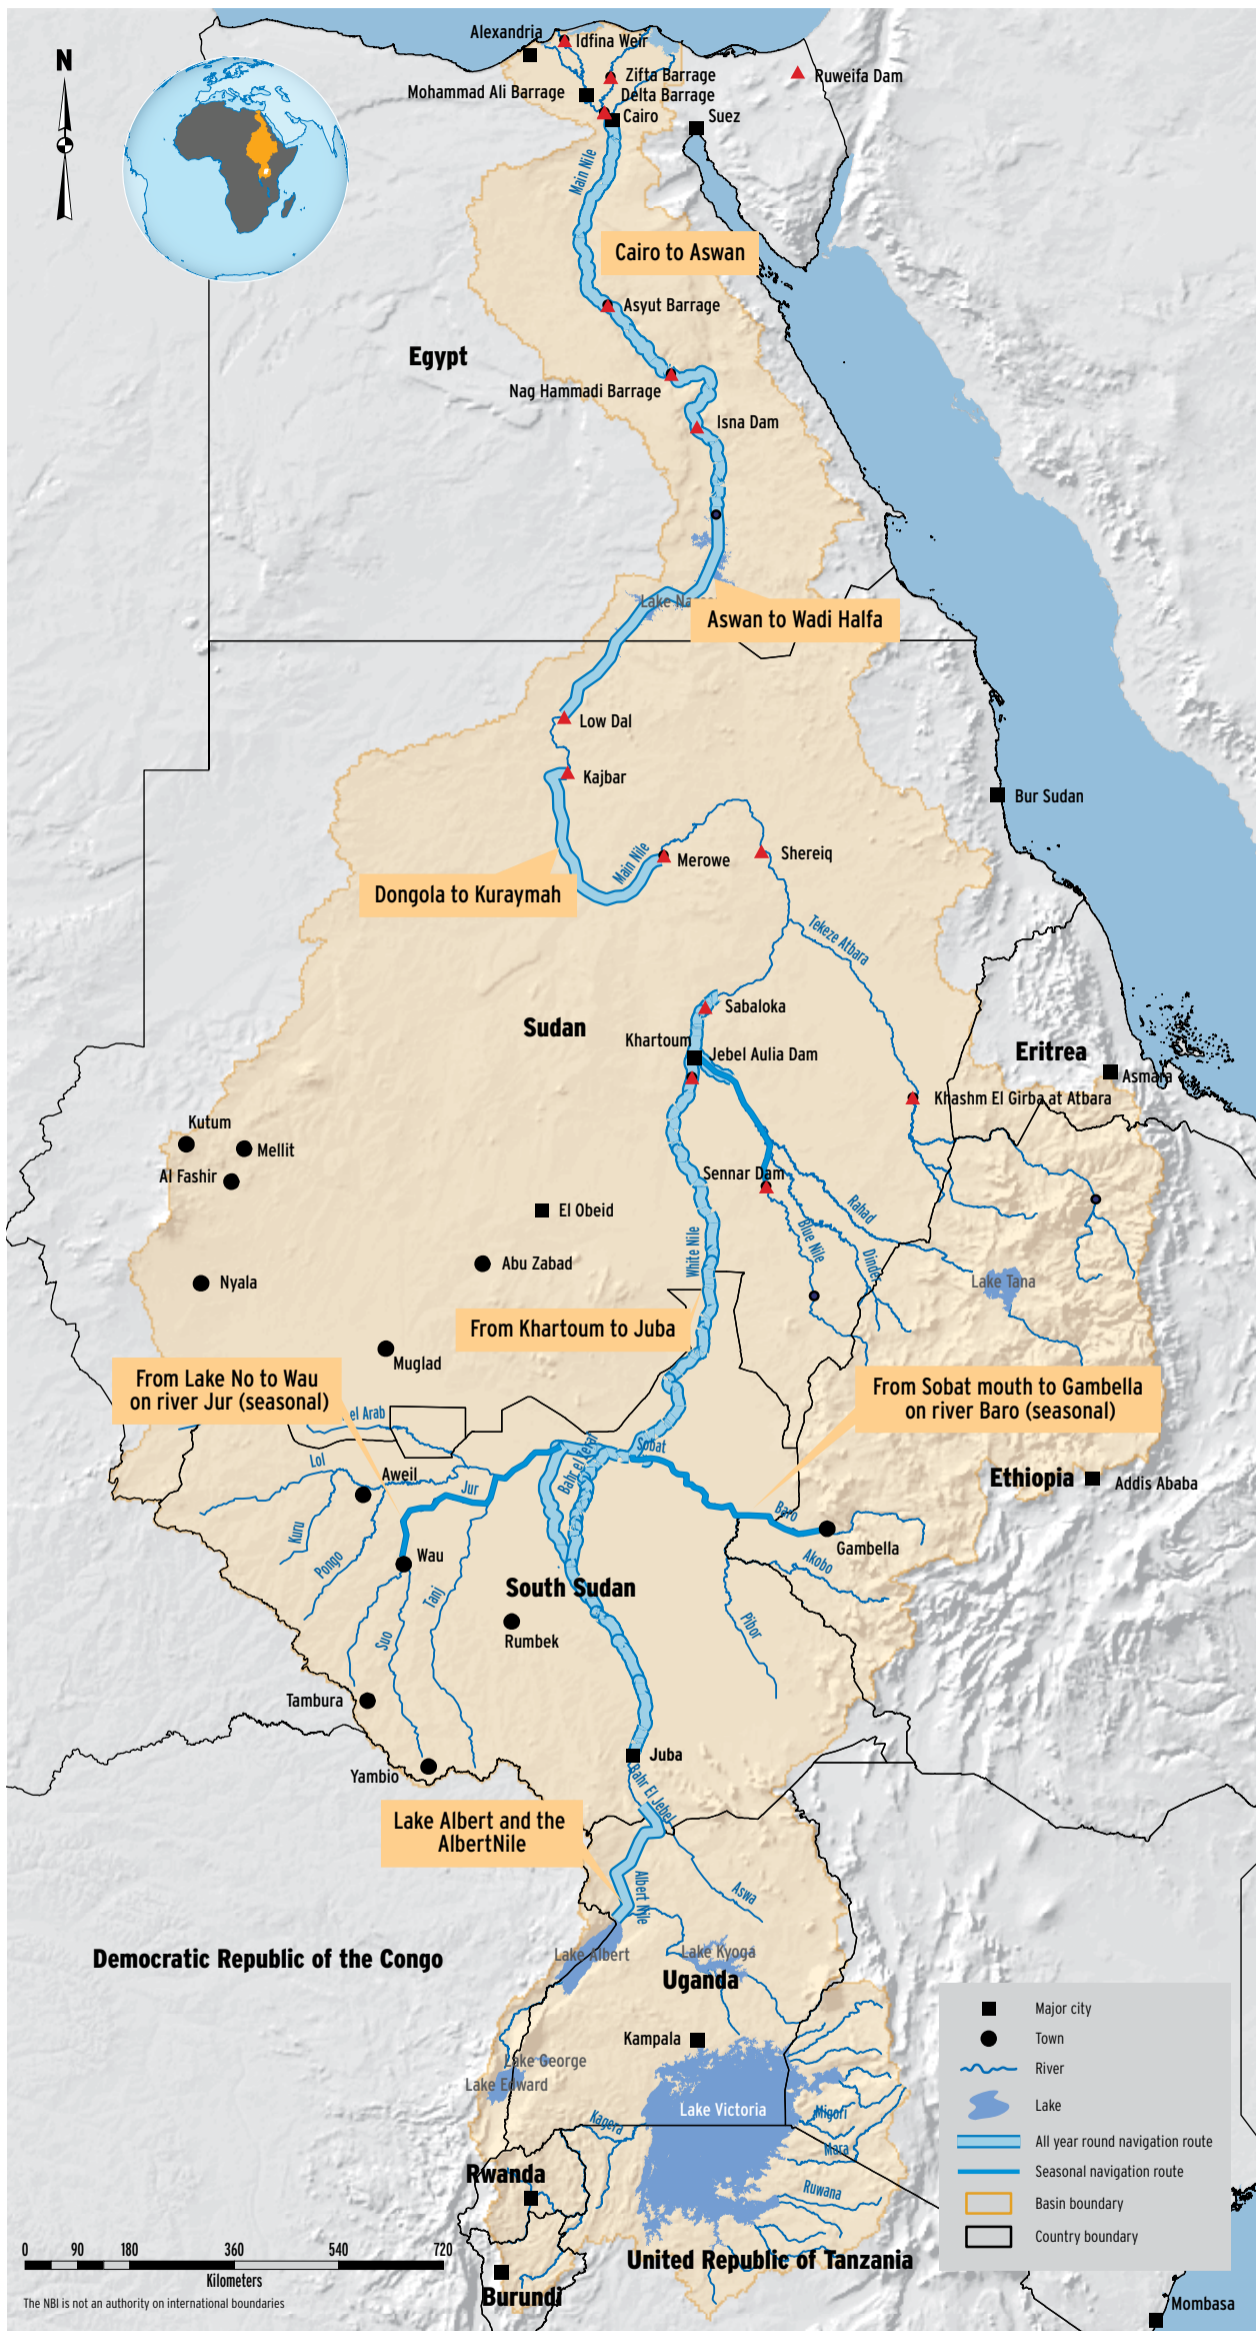 Alexandria
Idfina Weir
N
Zifta Barrage
Ruweifa Dam
Mohammad Ali Barrage
Delta Barrage
Cairo
Suez
Main Nile
Cairo to Aswan
Asyut Barrage
Egypt
Nag Hammadi Barrage
Isna Dam
Aswan to Wadi Halfa
Low Dal
Kajbar
Bur Sudan
Main Nile
Merowe
Shereiq
Dongola to Kuraymah
Tekeze Atbara
Sabaloka
Sudan
Khartoum
Jebel Aulia Dam
Eritrea
Asmara
Khashm El Girba at Atbara
Kutum
Mellit
Al Fashir
Sennar Dam
El Obeid
Rahad
Blue Nile
Dinder
White Nile
Abu Zabad
Nyala
Lake Tana
From Khartoum to Juba
Muglad
From Lake No to Wau
on river Jur (seasonal)
From Sobat mouth to Gambella
on river Baro (seasonal)
el Arab
Sobat
Bahr el Zeraf
Lol
Aweil
Jur
Ethiopia
Addis Ababa
Baro
Kuru
Pongo
Gambella
Akobo
Wau
South Sudan
Tanj
Suo
Pibor
Rumbek
Tambura
Juba
Yambio
Bahr El Jebel
Lake Albert and the
AlbertNile
Albert Nile
Aswa
Democratic Republic of the Congo
Lake Albert
Lake Kyoga
Uganda
Kampala
Lake George
Lake Edward
Lake Victoria
Migori
Kagera
Mara
Rwanda
Ruwana
United Republic of Tanzania
Burundi
Mombasa
Major city
Town
River
Lake
All year round navigation route
Seasonal navigation route
Basin boundary
Country boundary
0 90 180 360 540 720
Kilometers
The NBI is not an authority on international boundaries